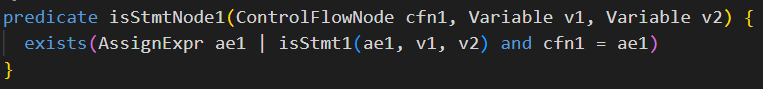 predicate isStmtNode1(ControlFlowNode cfn1, Variable v1, Variable v2) {
  exists(AssignExpr ae1 | isStmt1(ae1, v1, v2) and cfn1 = ae1)
}